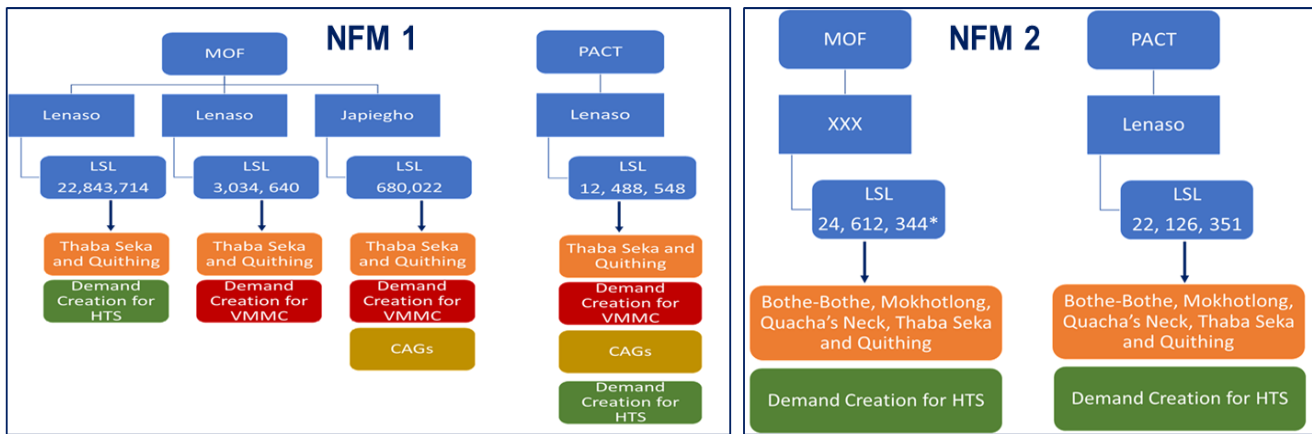 NFM 1
MOF
PACT
Lenaso
Lenaso
Japiegho
Lenaso
LSL
22,843,714
LSL
3,034, 640
LSL
680,022
LSL
12, 488, 548
Thaba Seka
and Quithing
Thaba Seka
and Quithing
Thaba Seka
and Quithing
Thaba Seka and
Quithing
Demand
Creation for
HTS
Demand
Creation for
VMMC
Demand
Creation for
VMMC
Demand
Creation for
VMMC
CAGs
CAGs
Demand
Creation for
HTS
NFM 2
MOF
PACT
XXX
Lenaso
LSL
24, 612, 344*
LSL
22, 126, 351
Bothe-Bothe, Mokhotlong,
Quacha’s Neck, Thaba Seka
and Quithing
Bothe-Bothe, Mokhotlong,
Quacha’s Neck, Thaba Seka
and Quithing
Demand Creation for HTS
Demand Creation for HTS